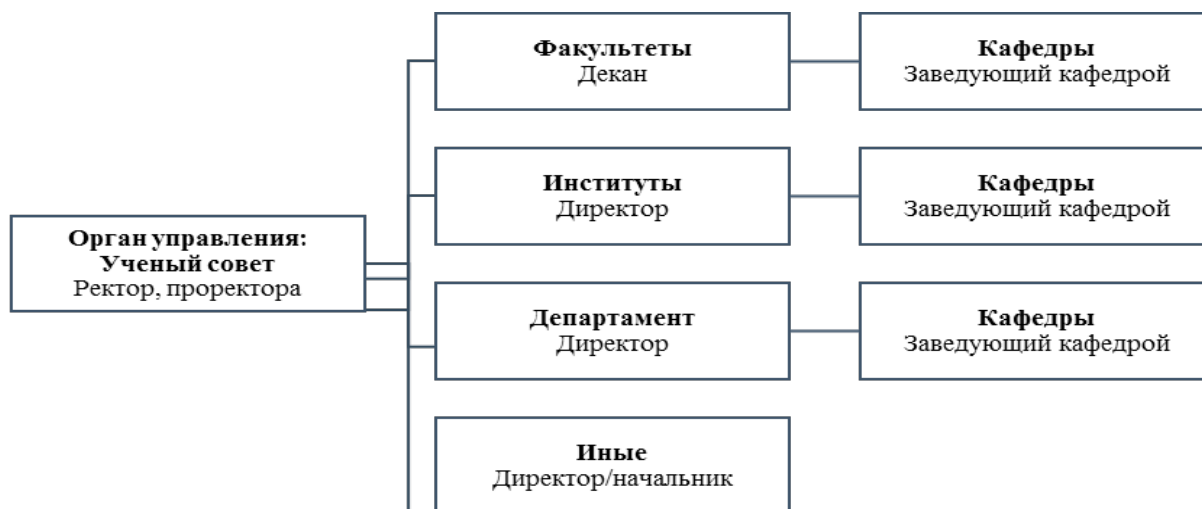 Факультеты
Декан
Кафедры
Заведующий кафедрой
Институты
Директор
Кафедры
Заведующий кафедрой
Орган управления:
Ученый совет
Ректор, проректора
Департамент
Директор
Кафедры
Заведующий кафедрой
Иные
Директор/начальник